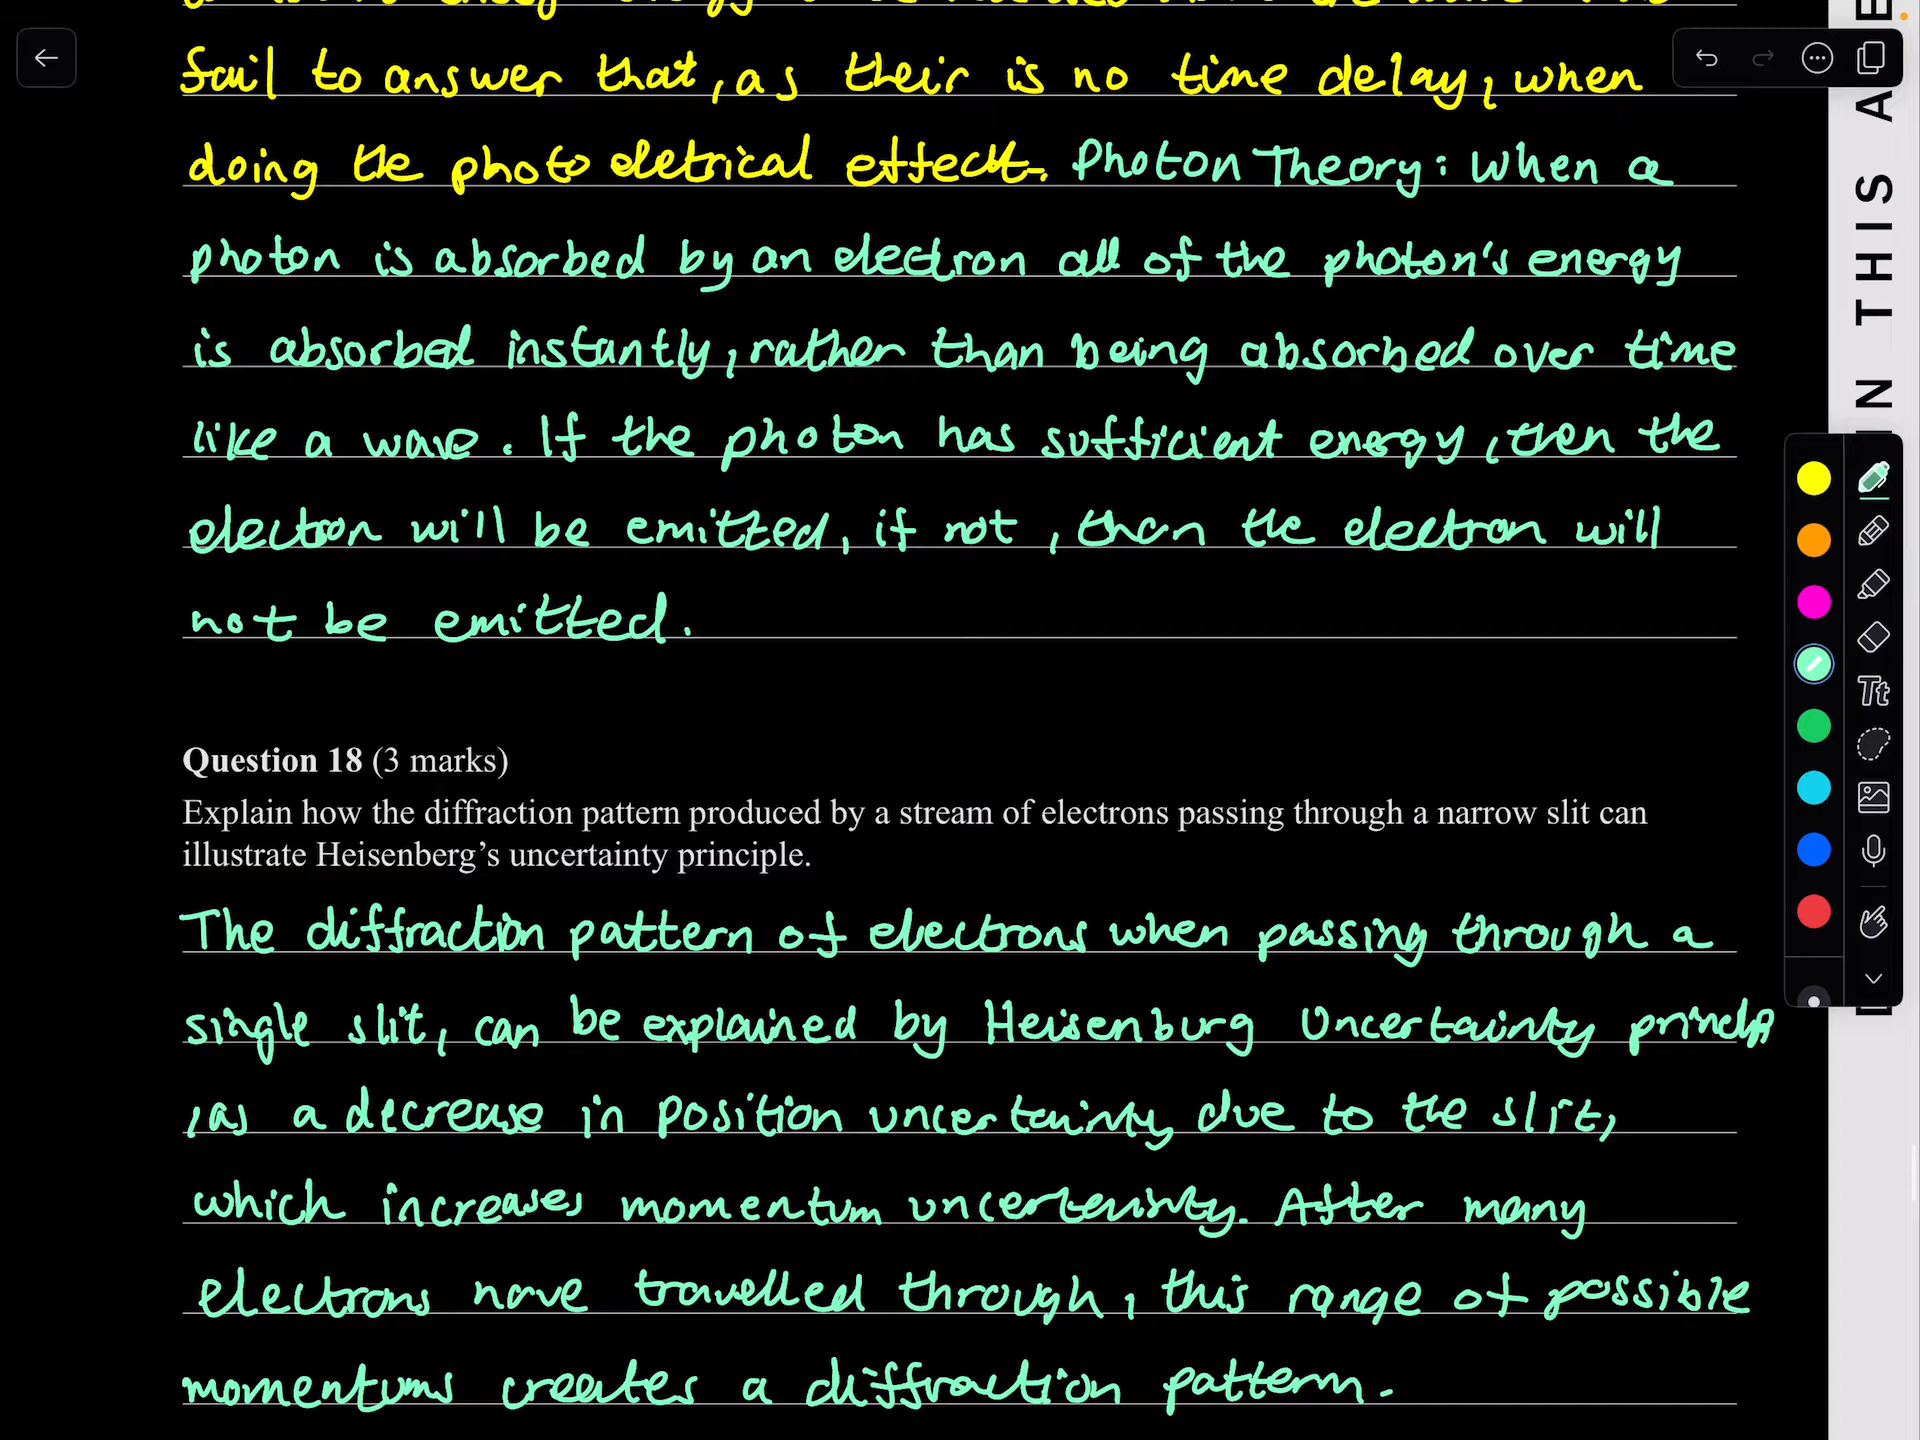 fail to answer that, as their is no time delay, when
doing the photo eletrical effect. Photon Theory: When a
photon is absorbed by an electron all of the photon's energy
is absorbed instantly, rather than being absorbed over time
like a wave. If the photon has sufficient energy, then the
electron will be emitted, if not, than the electron will
not be emitted.
Question 18 (3 marks)
Explain how the diffraction pattern produced by a stream of electrons passing through a narrow slit can
illustrate Heisenberg's uncertainty principle.
The diffraction pattern of electrons when passing through a
single slit, can be explained by Heisenburg Uncertainty
, as a decrease in position uncertainty due to the slit,
which increases momentum uncertainty. After many
electrons have travelled through, this range of possible
momentums creates a diffraction pattern.
IN THIS A
Tt